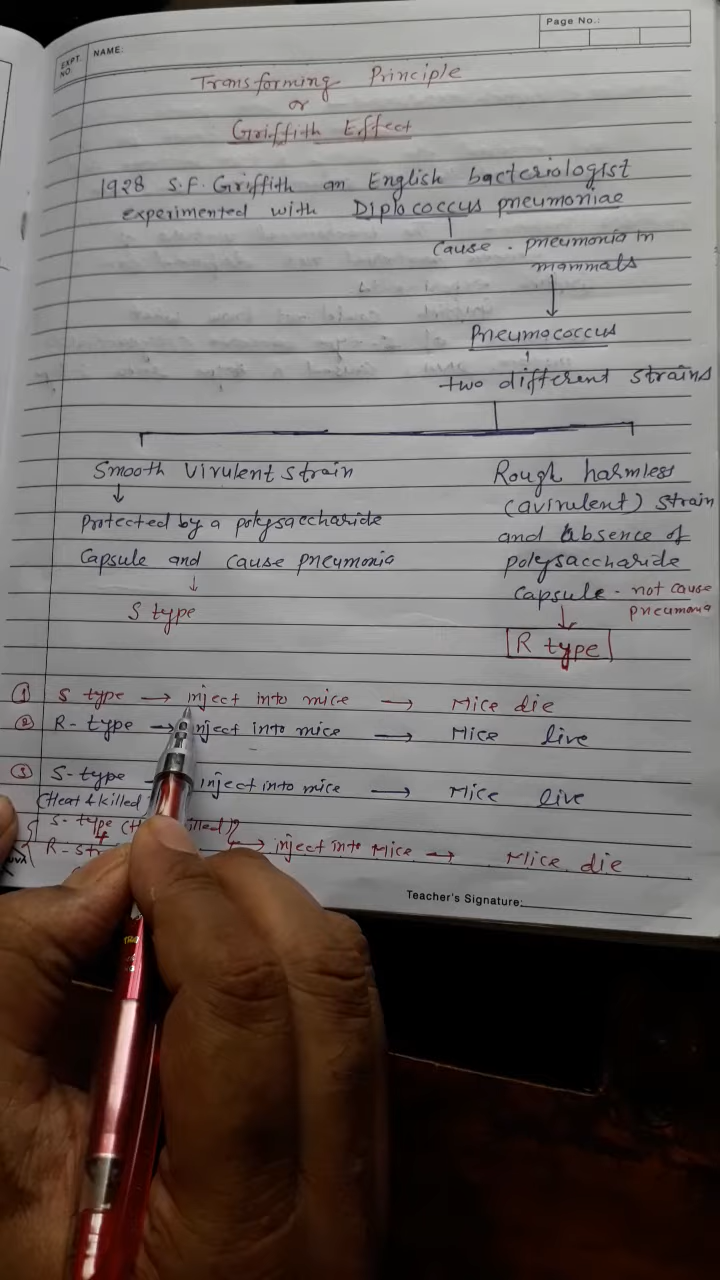 Page No.:
EXPT. NO.
NAME:
Transforming Principle
or
Griffith Effect
1928 S.F. Griffith an English bacteriologist
experimented with Diplococcus pneumoniae
Cause - pneumonia in
mammals
Pneumococcus
two different strains
Smooth Virulent strain
Protected by a polysaccharide
Capsule and cause pneumonia
S type
Rough harmless
(avirulent) strain
and absence of
polysaccharide
Capsule - not cause
pneumonia
R type
① S type → inject into mice → Mice die
② R-type → inject into mice → Mice live
③ S-type inject into mice → Mice live
(Heat & killed
S-type killed)
+
R- → inject into Mice → Mice die
Teacher's Signature: